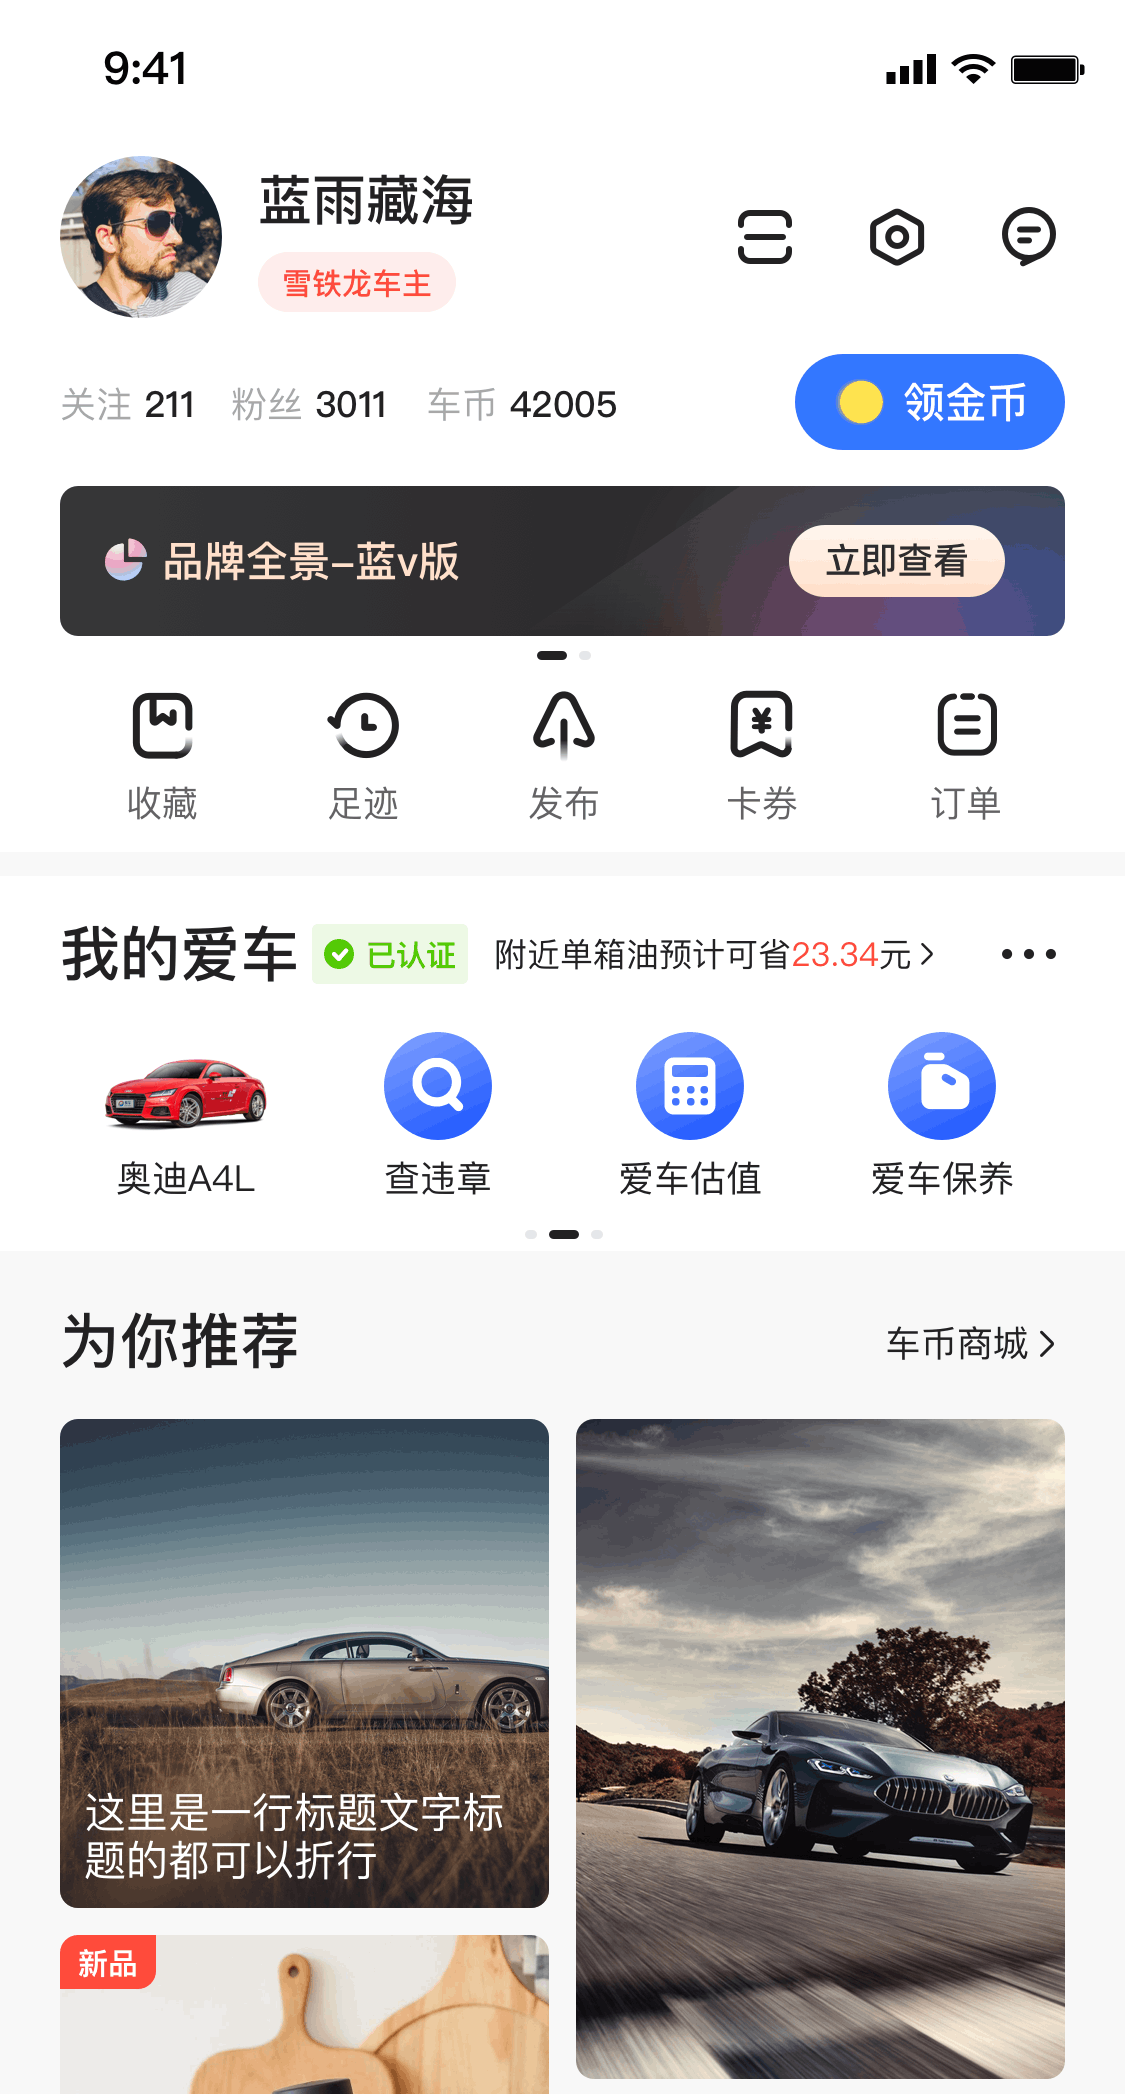 9:41
蓝雨藏海
雪铁龙车主
关注 211 粉丝 3011 车币 42005
领金币
品牌全景-蓝v版
立即查看
收藏 足迹 发布 卡券 订单
我的爱车 已认证 附近单箱油预计可省23.34元
奥迪A4L 查违章 爱车估值 爱车保养
为你推荐
车币商城
这里是一行标题文字标
题的都可以折行
新品